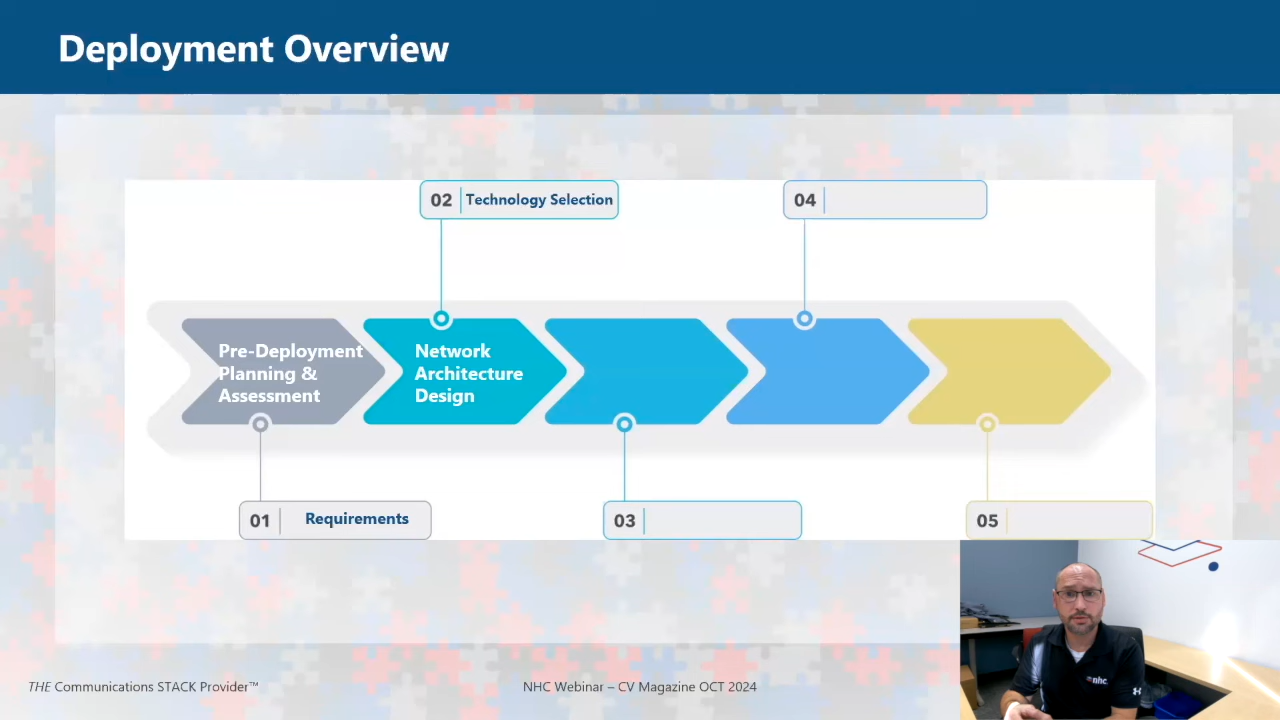 Deployment Overview
02 Technology Selection
04
Pre-Deployment
Planning &
Assessment
Network
Architecture
Design
01 Requirements
03
05
nhc
THE Communications STACK Provider™
NHC Webinar – CV Magazine OCT 2024